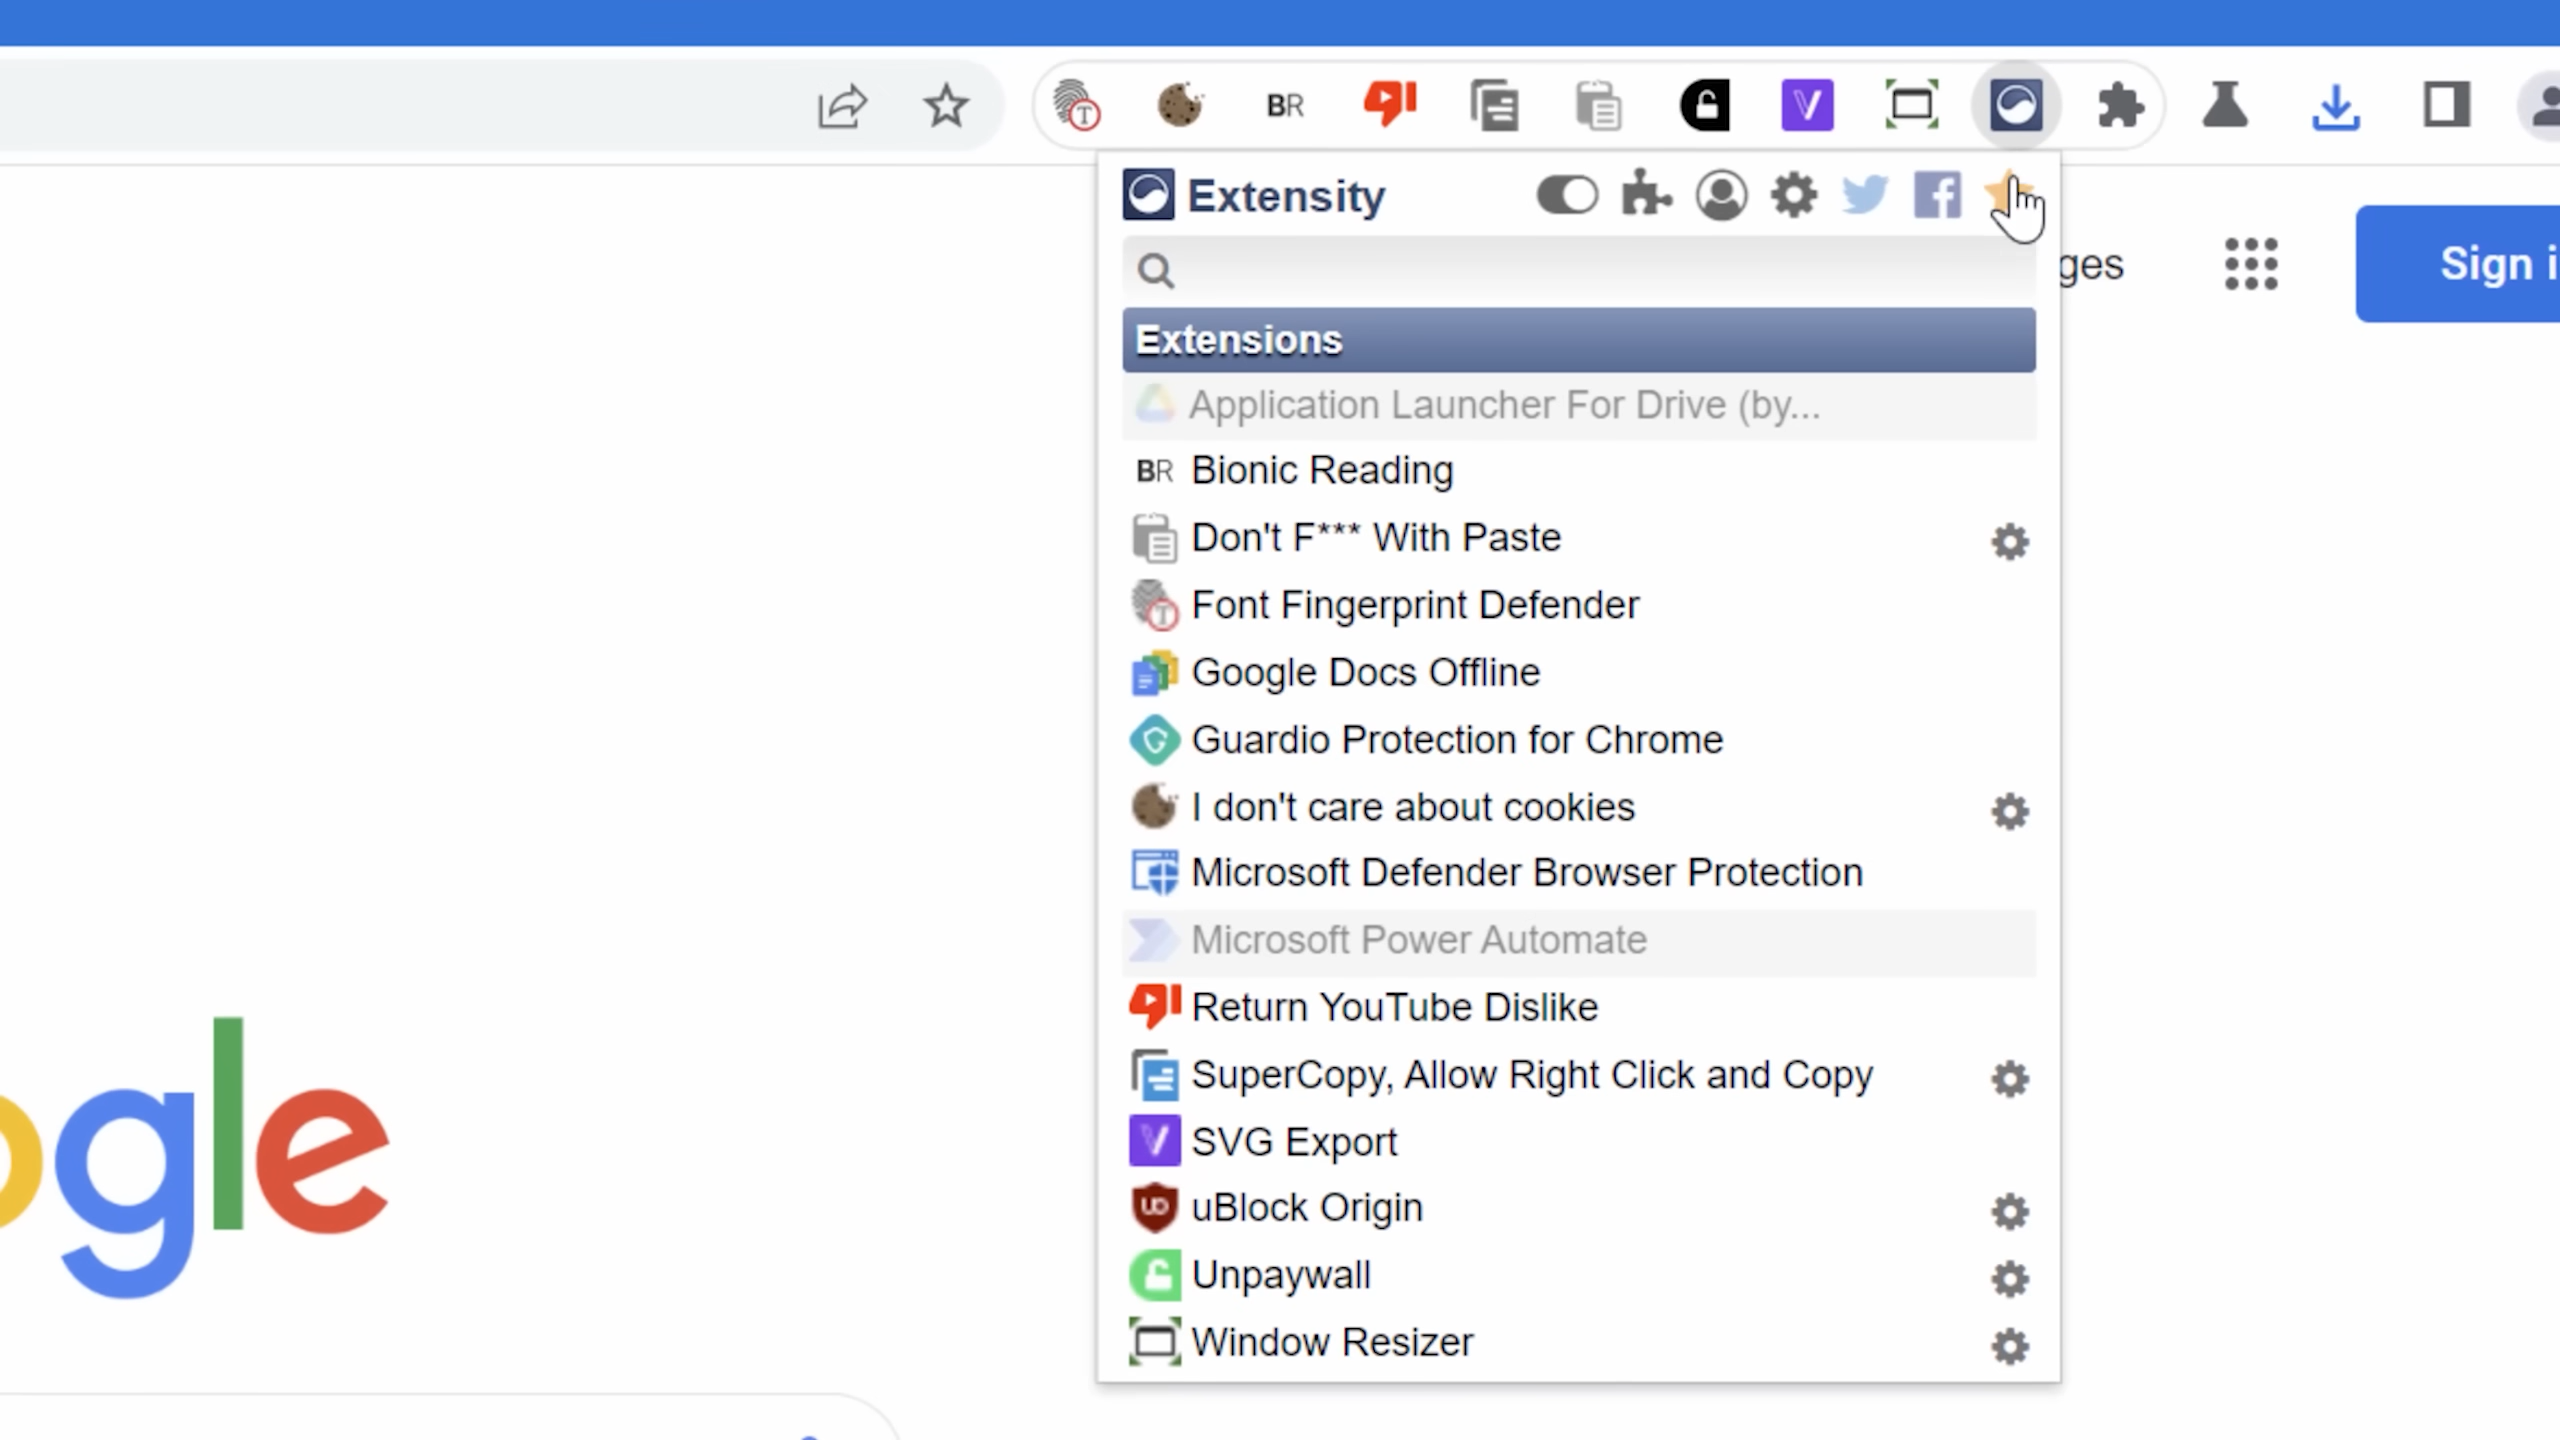 BR
Extensity
ges
Sign i
Extensions
Application Launcher For Drive (by...
BR Bionic Reading
Don't F*** With Paste
Font Fingerprint Defender
Google Docs Offline
Guardio Protection for Chrome
I don't care about cookies
Microsoft Defender Browser Protection
Microsoft Power Automate
Return YouTube Dislike
SuperCopy, Allow Right Click and Copy
SVG Export
uBlock Origin
Unpaywall
Window Resizer
ogle